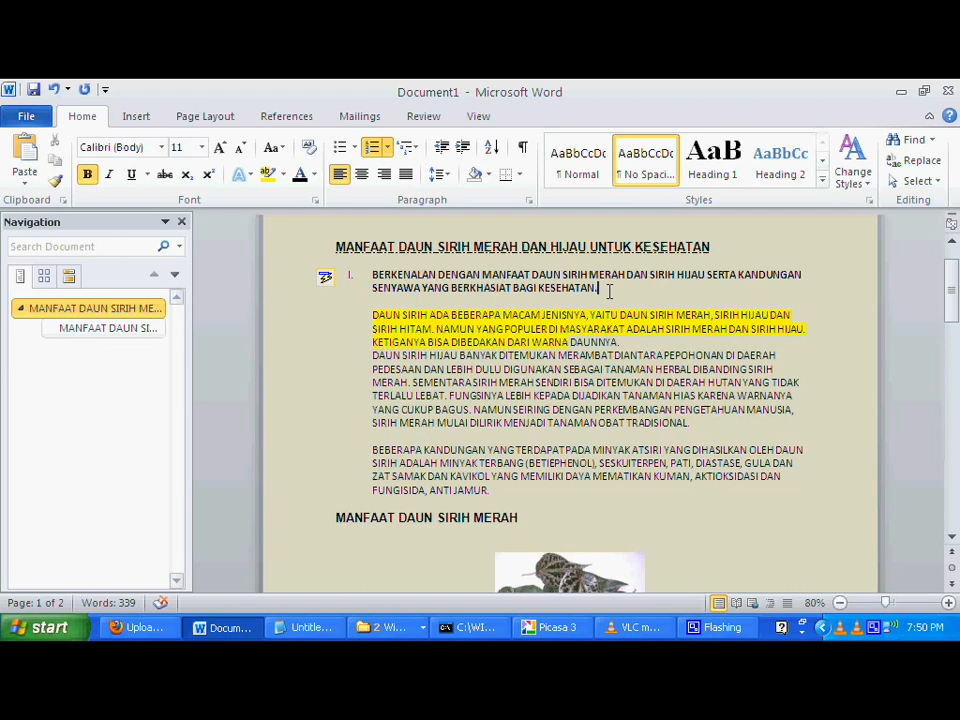 Document1 - Microsoft Word
File Home Insert Page Layout References Mailings Review View
Paste
Clipboard
Calibri (Body) 11
Font
Paragraph
AaBbCcDc AaBbCcDc AaB AaBbCc
¶ Normal ¶ No Spaci... Heading 1 Heading 2
Change Styles
Styles
Find
Replace
Select
Editing
Navigation
Search Document
MANFAAT DAUN SIRIH ME...
MANFAAT DAUN SI...
MANFAAT DAUN SIRIH MERAH DAN HIJAU UNTUK KESEHATAN
I. BERKENALAN DENGAN MANFAAT DAUN SIRIH MERAH DAN SIRIH HIJAU SERTA KANDUNGAN
SENYAWA YANG BERKHASIAT BAGI KESEHATAN.
DAUN SIRIH ADA BEBERAPA MACAM JENISNYA, YAITU DAUN SIRIH MERAH, SIRIH HIJAU DAN
SIRIH HITAM. NAMUN YANG POPULER DI MASYARAKAT ADALAH SIRIH MERAH DAN SIRIH HIJAU.
KETIGANYA BISA DIBEDAKAN DARI WARNA DAUNNYA.
DAUN SIRIH HIJAU BANYAK DITEMUKAN MERAMBAT DIANTARA PEPOHONAN DI DAERAH
PEDESAAN DAN LEBIH DULU DIGUNAKAN SEBAGAI TANAMAN HERBAL DIBANDING SIRIH
MERAH. SEMENTARA SIRIH MERAH SENDIRI BISA DITEMUKAN DI DAERAH HUTAN YANG TIDAK
TERLALU LEBAT. FUNGSINYA LEBIH KEPADA DIJADIKAN TANAMAN HIAS KARENA WARNANYA
YANG CUKUP BAGUS. NAMUN SEIRING DENGAN PERKEMBANGAN PENGETAHUAN MANUSIA,
SIRIH MERAH MULAI DILIRIK MENJADI TANAMAN OBAT TRADISIONAL.
BEBERAPA KANDUNGAN YANG TERDAPAT PADA MINYAK ATSIRI YANG DIHASILKAN OLEH DAUN
SIRIH ADALAH MINYAK TERBANG (BETIEPHENOL), SESKUITERPEN, PATI, DIASTASE, GULA DAN
ZAT SAMAK DAN KAVIKOL YANG MEMILIKI DAYA MEMATIKAN KUMAN, AKTIOKSIDASI DAN
FUNGISIDA, ANTI JAMUR.
MANFAAT DAUN SIRIH MERAH
Page: 1 of 2 Words: 339 80%
start Uploa... Docum... Untitle... 2 Wi... C:\WI... Picasa 3 VLC m... Flashing 7:50 PM